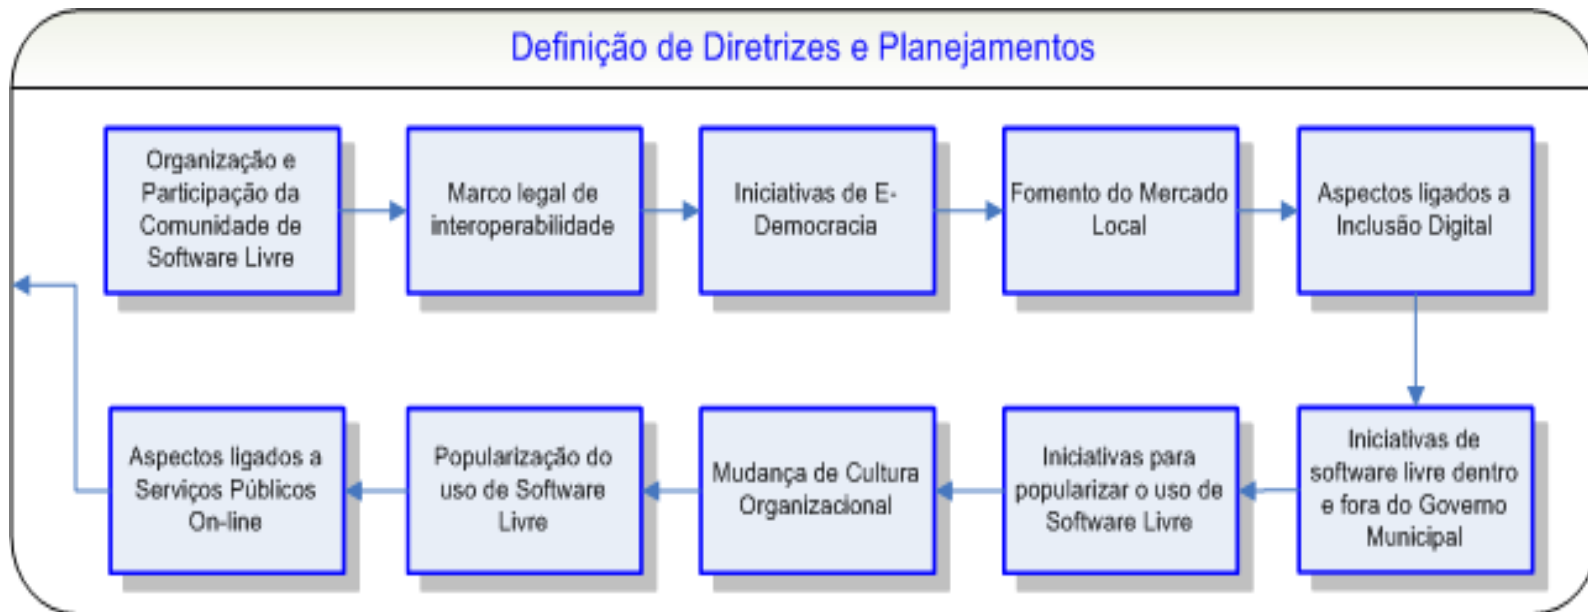 Definição de Diretrizes e Planejamentos
Organização e
Participação da
Comunidade de
Software Livre
Marco legal de
interoperabilidade
Iniciativas de E-
Democracia
Fomento do Mercado
Local
Aspectos ligados a
Inclusão Digital
Iniciativas de
software livre dentro
e fora do Governo
Municipal
Iniciativas para
popularizar o uso de
Software Livre
Mudança de Cultura
Organizacional
Popularização do
uso de Software
Livre
Aspectos ligados a
Serviços Públicos
On-line